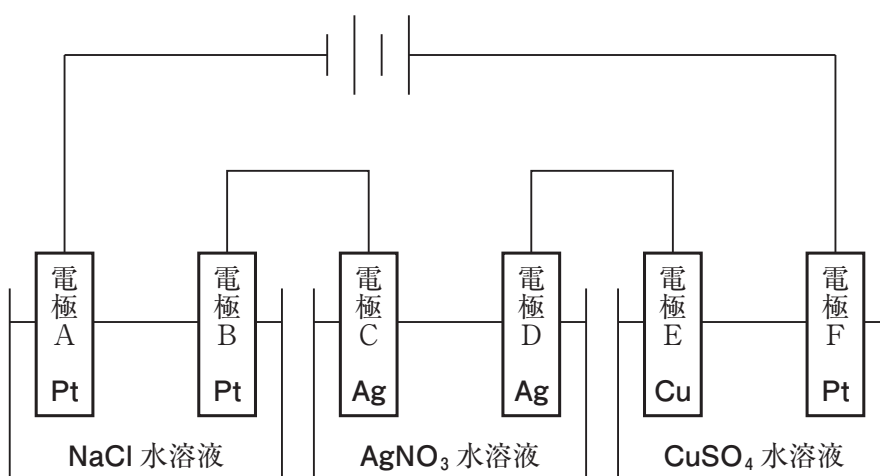 電極A
Pt
電極B
Pt
電極C
Ag
電極D
Ag
電極E
Cu
電極F
Pt
NaCl 水溶液
AgNO₃ 水溶液
CuSO₄ 水溶液